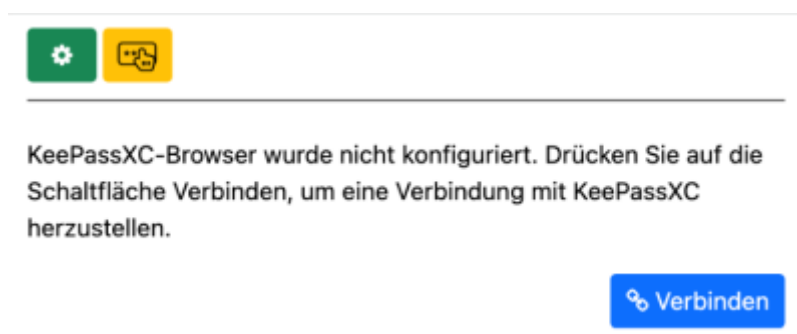 KeePassXC-Browser wurde nicht konfiguriert. Drücken Sie auf die
Schaltfläche Verbinden, um eine Verbindung mit KeePassXC
herzustellen.
Verbinden